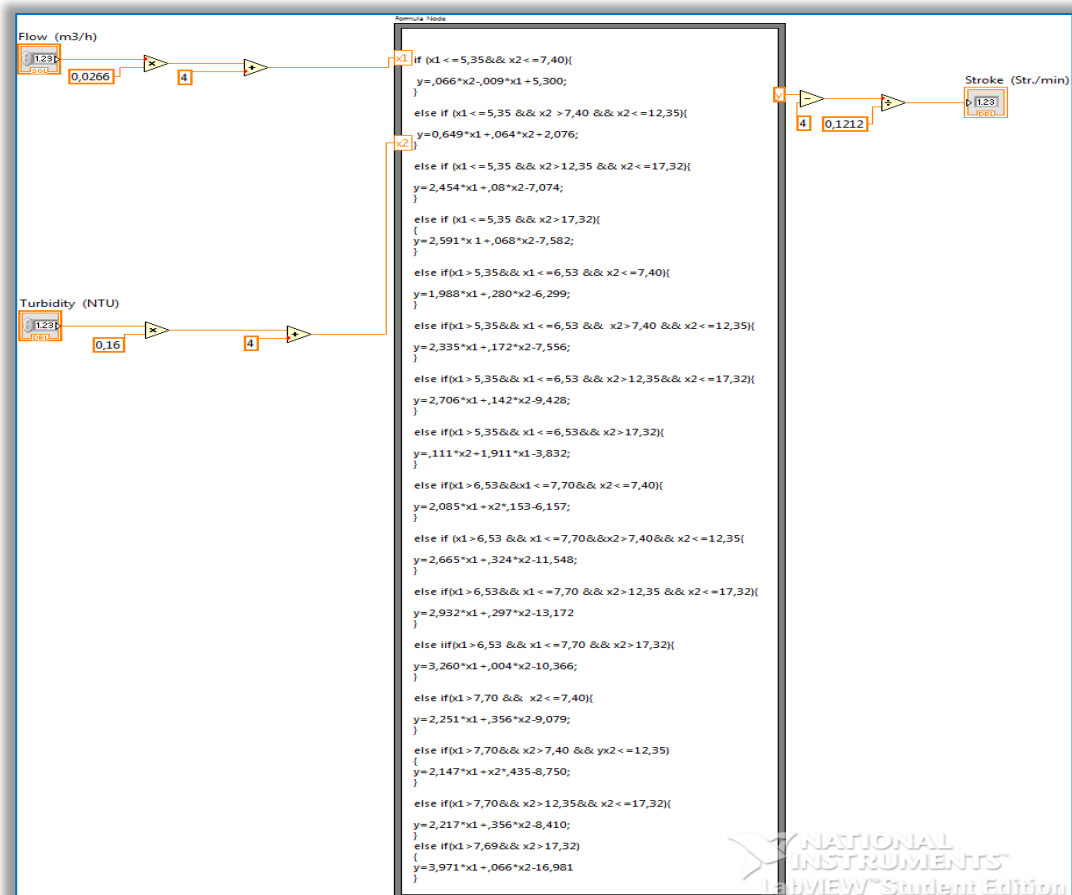 Formula Node
Flow (m3/h)
1.23
DBL
0,0266
4
x1
if (x1<=5,35&& x2<=7,40){
y=,066*x2-,009*x1+5,300;
}
else if (x1<=5,35 && x2 >7,40 && x2<=12,35){
y=0,649*x1+,064*x2+2,076;
}
x2
else if (x1<=5,35 && x2>12,35 && x2<=17,32){
y=2,454*x1+,08*x2-7,074;
}
else if (x1<=5,35 && x2>17,32){
{
y=2,591*x 1+,068*x2-7,582;
}
else if(x1>5,35&& x1<=6,53 && x2<=7,40){
y=1,988*x1+,280*x2-6,299;
}
else if(x1>5,35&& x1<=6,53 && x2>7,40 && x2<=12,35){
y=2,335*x1+,172*x2-7,556;
}
else if(x1>5,35&& x1<=6,53 && x2>12,35&& x2<=17,32){
y=2,706*x1+,142*x2-9,428;
}
else if(x1>5,35&& x1<=6,53&& x2>17,32){
y=,111*x2+1,911*x1-3,832;
}
else if(x1>6,53&&x1<=7,70&& x2<=7,40){
y=2,085*x1+x2*,153-6,157;
}
else if (x1>6,53 && x1<=7,70&&x2>7,40&& x2<=12,35{
y=2,665*x1+,324*x2-11,548;
}
else if(x1>6,53&& x1<=7,70 && x2>12,35 && x2<=17,32){
y=2,932*x1+,297*x2-13,172
}
else iif(x1>6,53 && x1<=7,70 && x2>17,32){
y=3,260*x1+,004*x2-10,366;
}
else if(x1>7,70 && x2<=7,40){
y=2,251*x1+,356*x2-9,079;
}
else if(x1>7,70&& x2>7,40 && yx2<=12,35)
{
y=2,147*x1+x2*,435-8,750;
}
else if(x1>7,70&& x2>12,35&& x2<=17,32){
y=2,217*x1+,356*x2-8,410;
}
else if(x1>7,69&& x2>17,32)
{
y=3,971*x1+,066*x2-16,981
}
Turbidity (NTU)
1.23
DBL
0,16
4
y
4
0,1212
Stroke (Str./min)
1.23
DBL
NATIONAL
INSTRUMENTS™
LabVIEW™ Student Edition